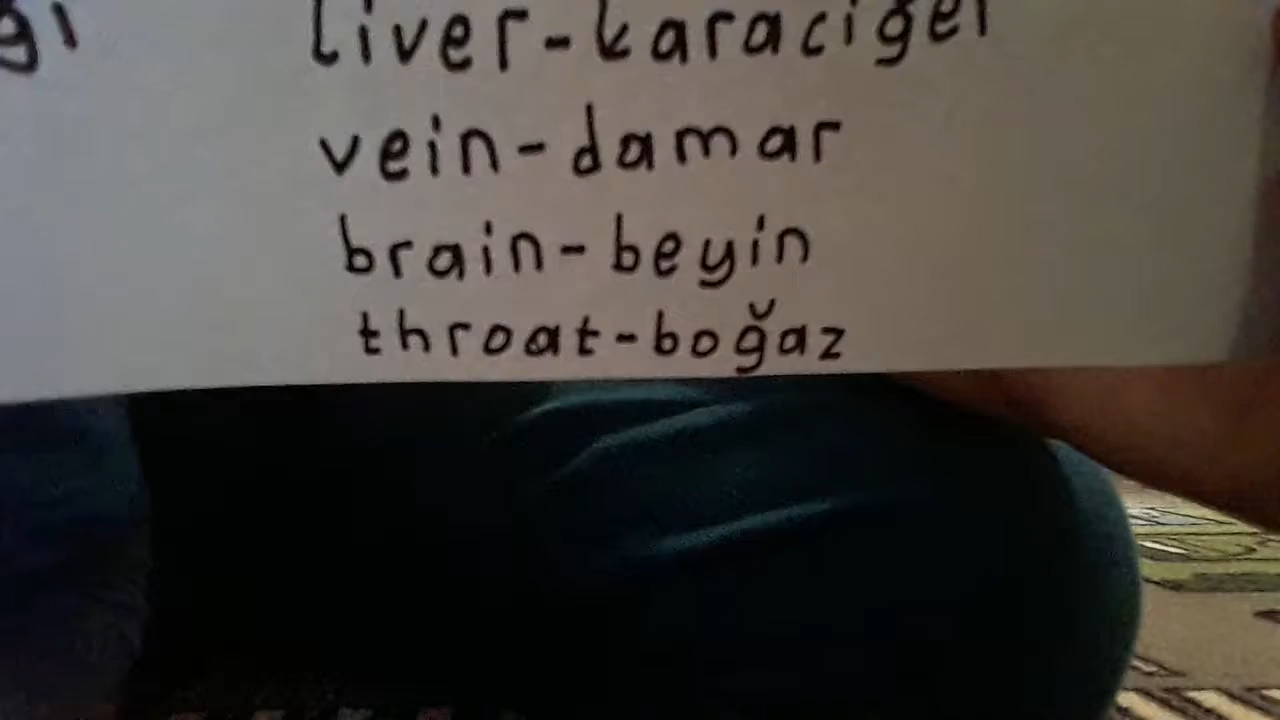 liver-karaciğer
vein-damar
brain-beyin
throat-boğaz